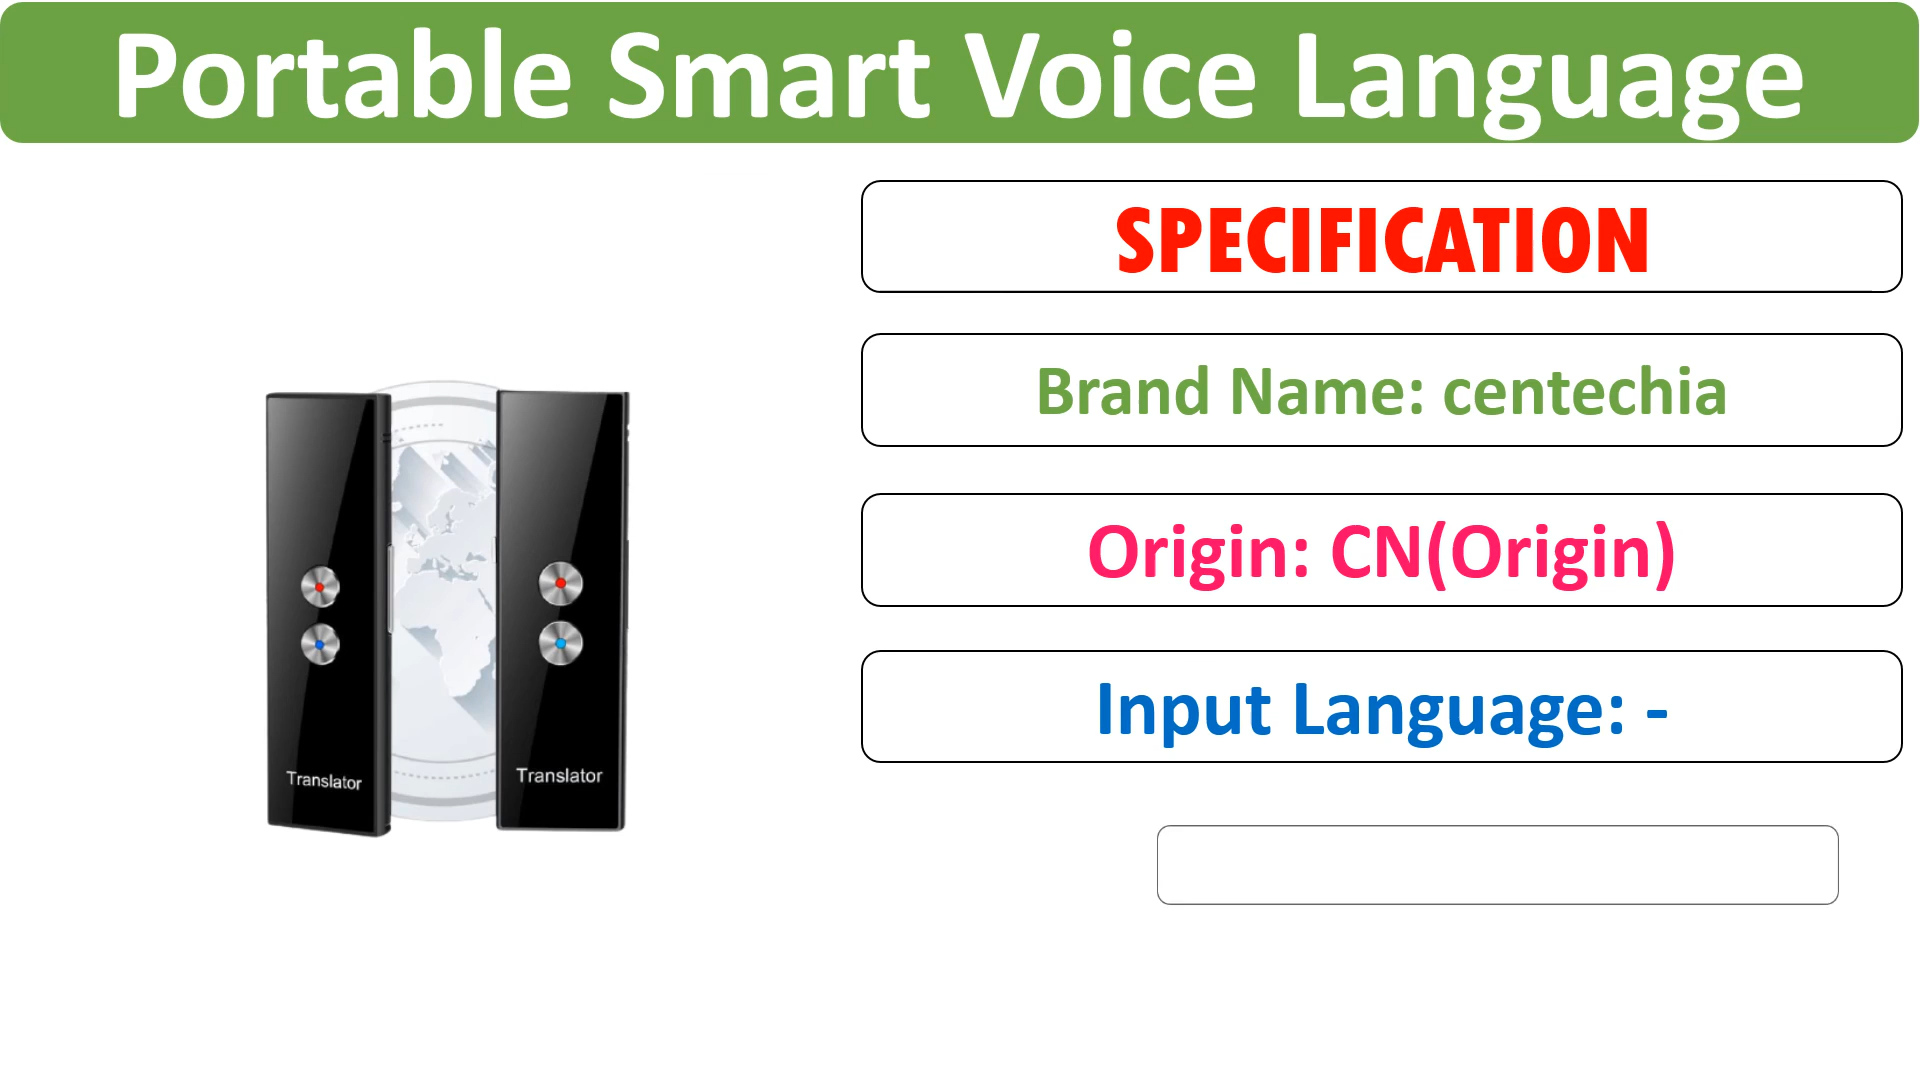 Portable Smart Voice Language
SPECIFICATION
Brand Name: centechia
Origin: CN(Origin)
Input Language: -
Translator
Translator